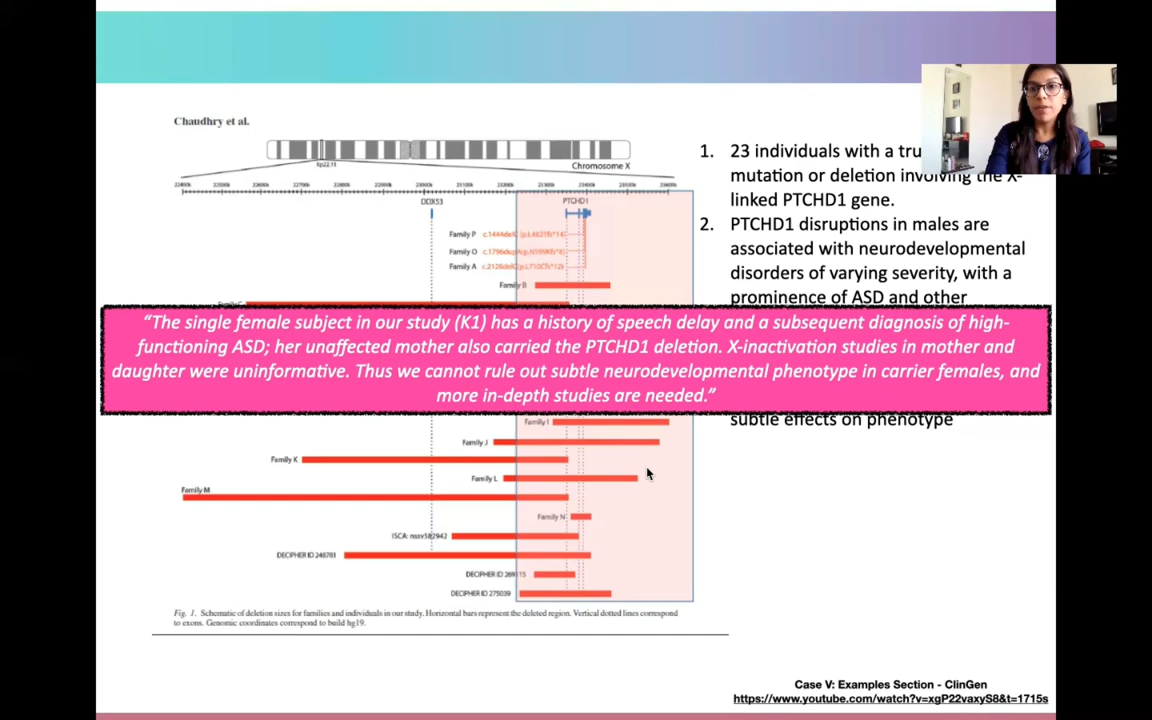 Chaudhry et al.
Xp22.11
Chromosome X
DDX53
PTCHD1
Family P
Family O
Family A
Family B
1. 23 individuals with a
mutation or deletion involving the X-
linked PTCHD1 gene.
2. PTCHD1 disruptions in males are
associated with neurodevelopmental
disorders of varying severity, with a
prominence of ASD and other
“The single female subject in our study (K1) has a history of speech delay and a subsequent diagnosis of high-
functioning ASD; her unaffected mother also carried the PTCHD1 deletion. X-inactivation studies in mother and
daughter were uninformative. Thus we cannot rule out subtle neurodevelopmental phenotype in carrier females, and
more in-depth studies are needed.”
subtle effects on phenotype
Family I
Family J
Family K
Family L
Family M
Family N
DECIPHER ID 248781
DECIPHER ID 275039
Fig. 1. Schematic of deletion sizes for families and individuals in our study. Horizontal bars represent the deleted region. Vertical dotted lines correspond
to exons. Genomic coordinates correspond to build hg19.
Case V: Examples Section - ClinGen
https://www.youtube.com/watch?v=xgP22vaxyS8&t=1715s